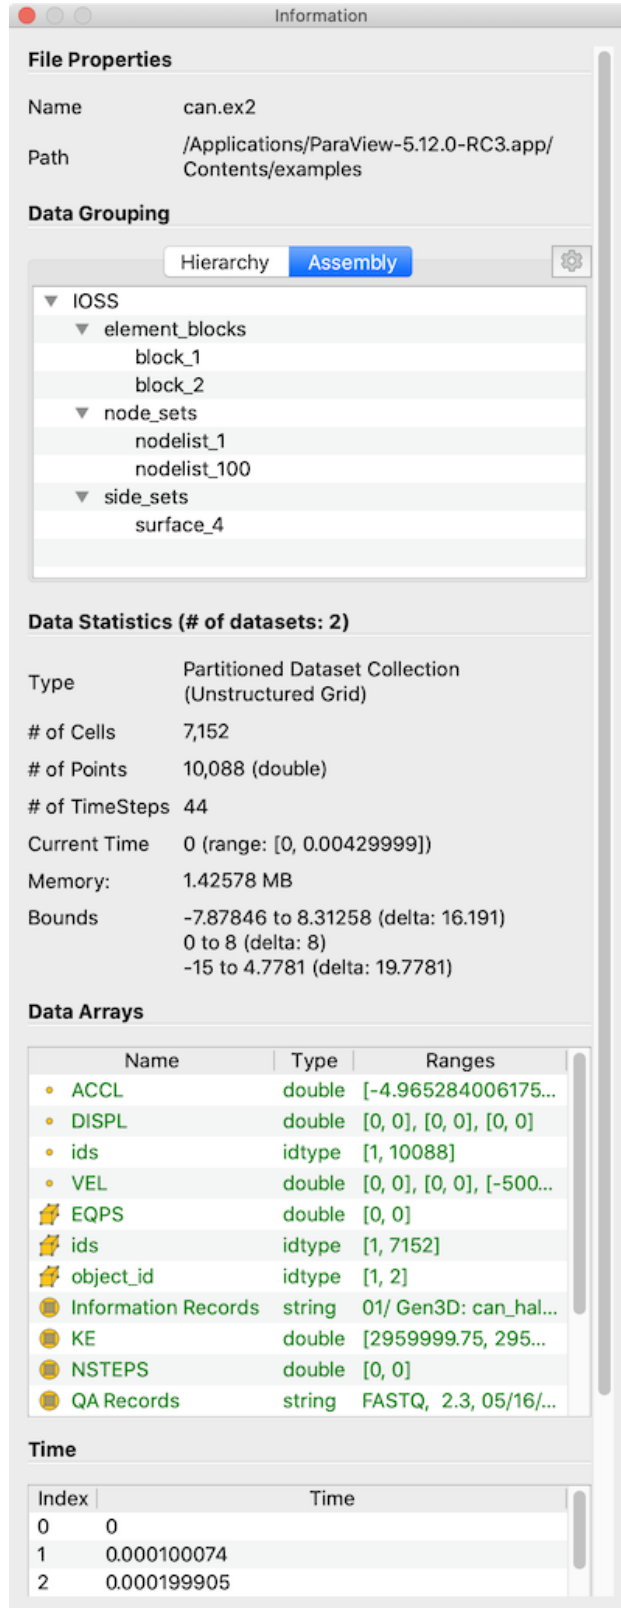 Information
File Properties
Name can.ex2
Path /Applications/ParaView-5.12.0-RC3.app/
Contents/examples
Data Grouping
Hierarchy Assembly
IOSS
element_blocks
block_1
block_2
node_sets
nodelist_1
nodelist_100
side_sets
surface_4
Data Statistics (# of datasets: 2)
Type Partitioned Dataset Collection
(Unstructured Grid)
# of Cells 7,152
# of Points 10,088 (double)
# of TimeSteps 44
Current Time 0 (range: [0, 0.00429999])
Memory: 1.42578 MB
Bounds -7.87846 to 8.31258 (delta: 16.191)
0 to 8 (delta: 8)
-15 to 4.7781 (delta: 19.7781)
Data Arrays
Name Type Ranges
ACCL double [-4.965284006175...
DISPL double [0, 0], [0, 0], [0, 0]
ids idtype [1, 10088]
VEL double [0, 0], [0, 0], [-500...
EQPS double [0, 0]
ids idtype [1, 7152]
object_id idtype [1, 2]
Information Records string 01/ Gen3D: can_hal...
KE double [2959999.75, 295...
NSTEPS double [0, 0]
QA Records string FASTQ, 2.3, 05/16/...
Time
Index Time
0 0
1 0.000100074
2 0.000199905